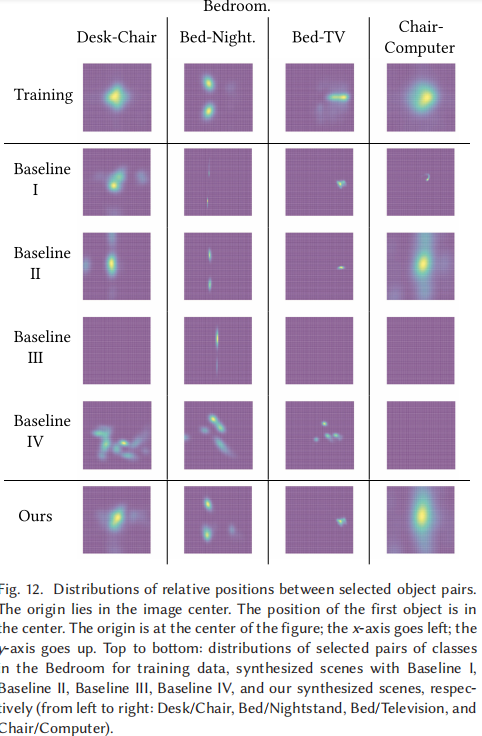 Bedroom.
Desk-Chair Bed-Night. Bed-TV Chair-
Computer
Training
Baseline
I
Baseline
II
Baseline
III
Baseline
IV
Ours
Fig. 12. Distributions of relative positions between selected object pairs.
The origin lies in the image center. The position of the first object is in
the center. The origin is at the center of the figure; the x-axis goes left; the
y-axis goes up. Top to bottom: distributions of selected pairs of classes
in the Bedroom for training data, synthesized scenes with Baseline I,
Baseline II, Baseline III, Baseline IV, and our synthesized scenes, respec-
tively (from left to right: Desk/Chair, Bed/Nightstand, Bed/Television, and
Chair/Computer).